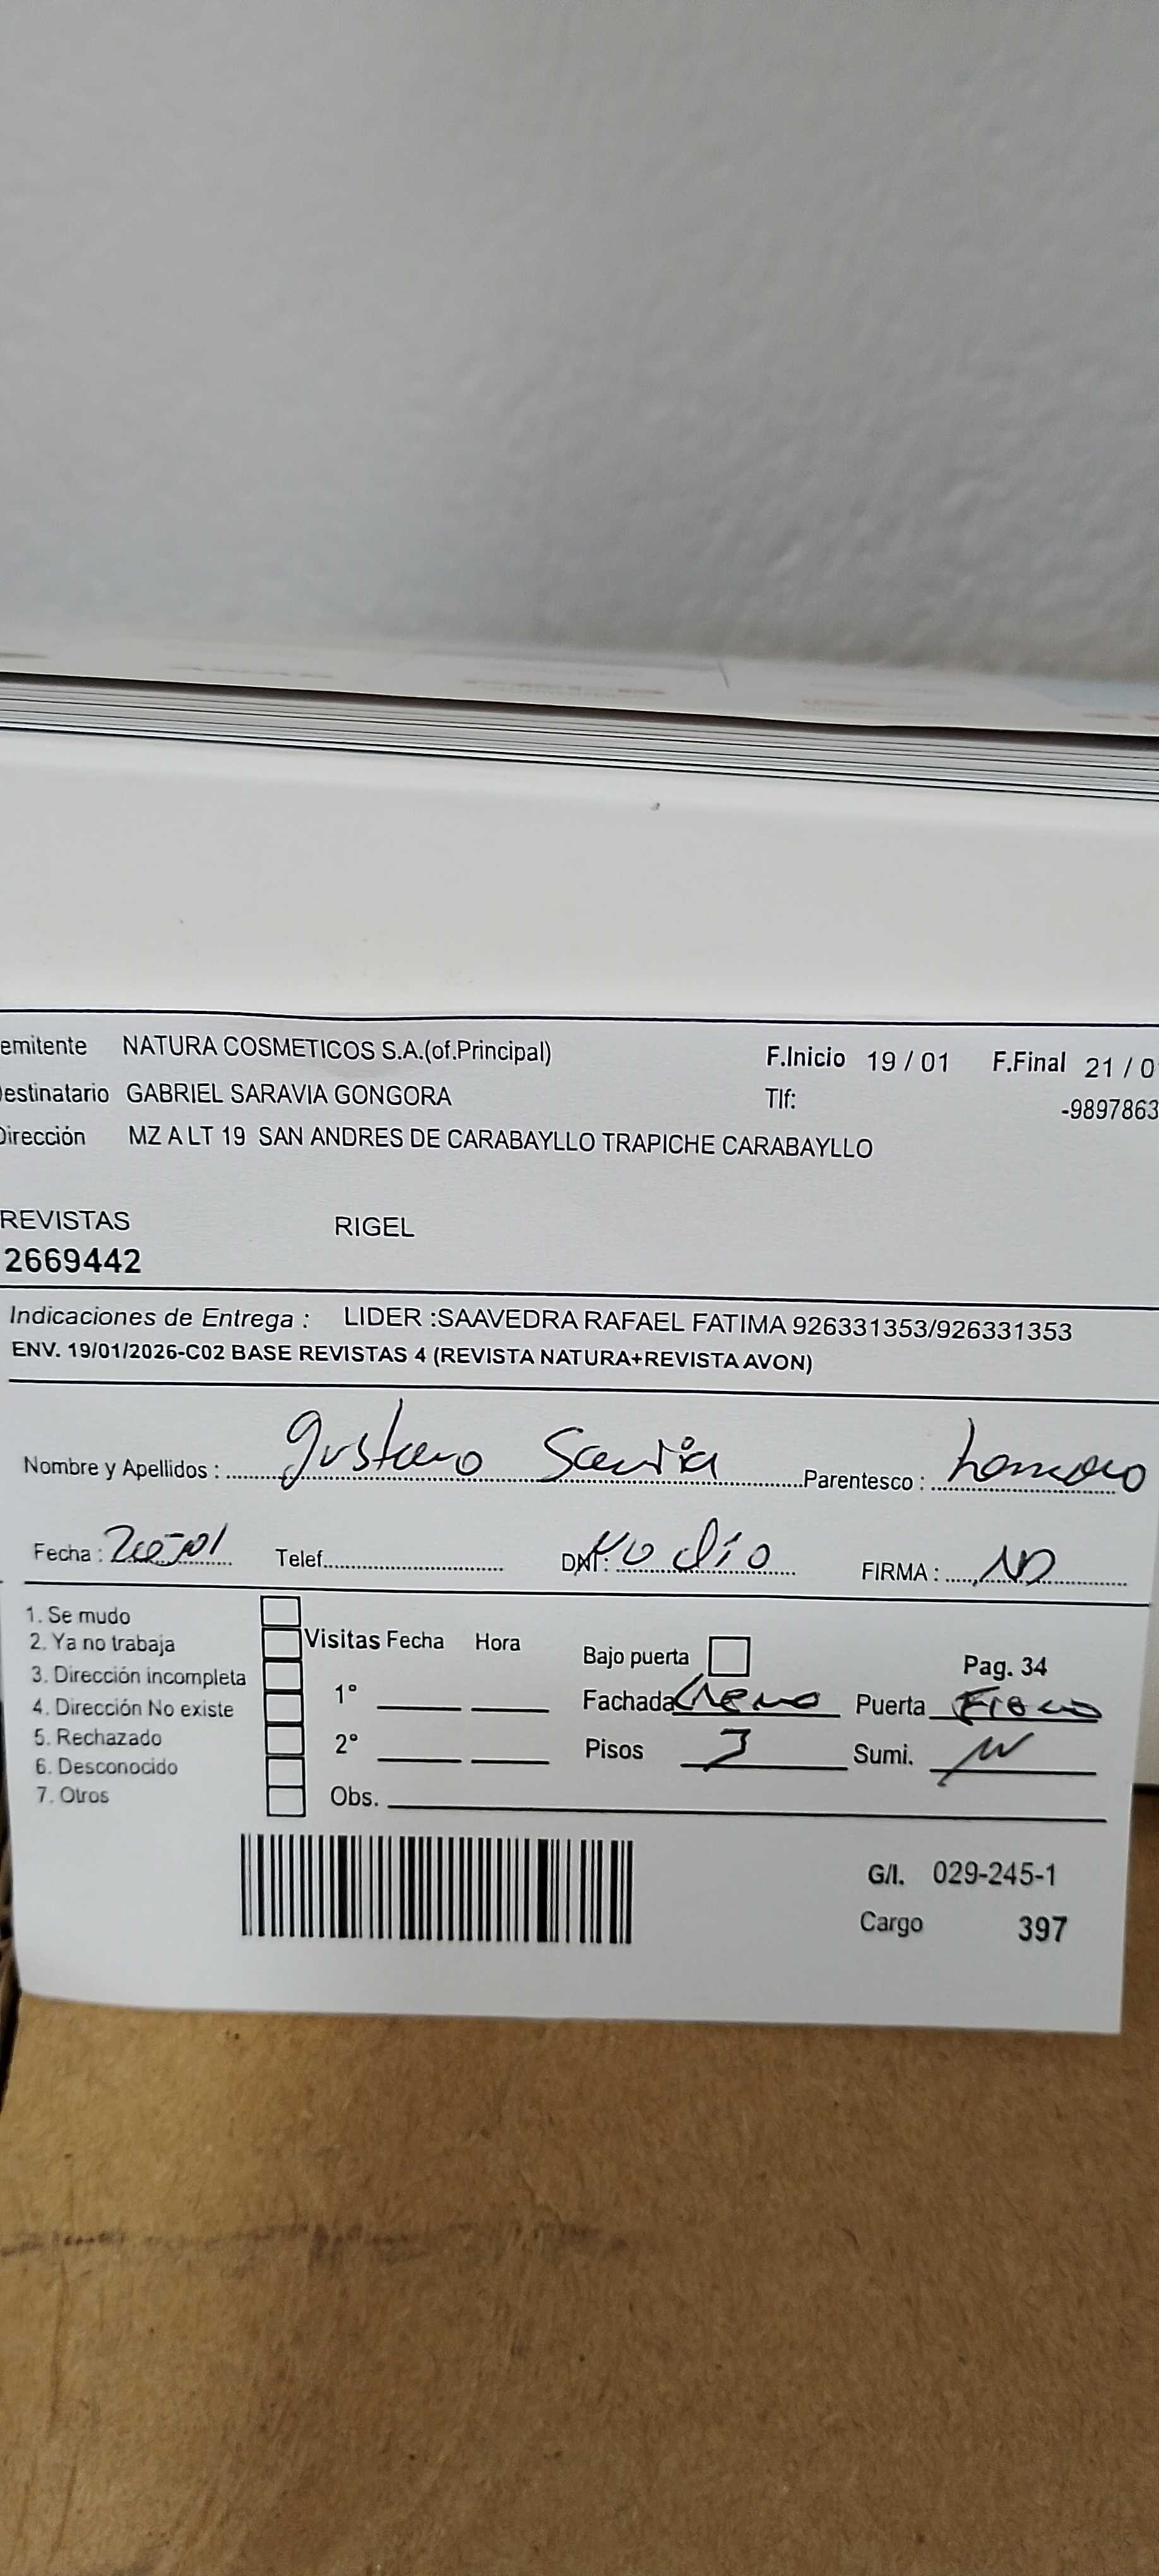 emitente NATURA COSMETICOS S.A.(of.Principal) F.Inicio 19 / 01 F.Final 21 / 0
Destinatario GABRIEL SARAVIA GONGORA Tlf: -9897863
Dirección MZ A LT 19 SAN ANDRES DE CARABAYLLO TRAPICHE CARABAYLLO
REVISTAS RIGEL
2669442
Indicaciones de Entrega : LIDER :SAAVEDRA RAFAEL FATIMA 926331353/926331353
ENV. 19/01/2026-C02 BASE REVISTAS 4 (REVISTA NATURA+REVISTA AVON)
Nombre y Apellidos : gustavo Parentesco :
Fecha : Telef. DNI: No dio FIRMA :
1. Se mudo
2. Ya no trabaja
3. Dirección incompleta
4. Dirección No existe
5. Rechazado
6. Desconocido
7. Otros
Visitas Fecha Hora
1°
2°
Obs.
Bajo puerta Pag. 34
Fachada Puerta
Pisos 3 Sumi.
G/I. 029-245-1
Cargo 397